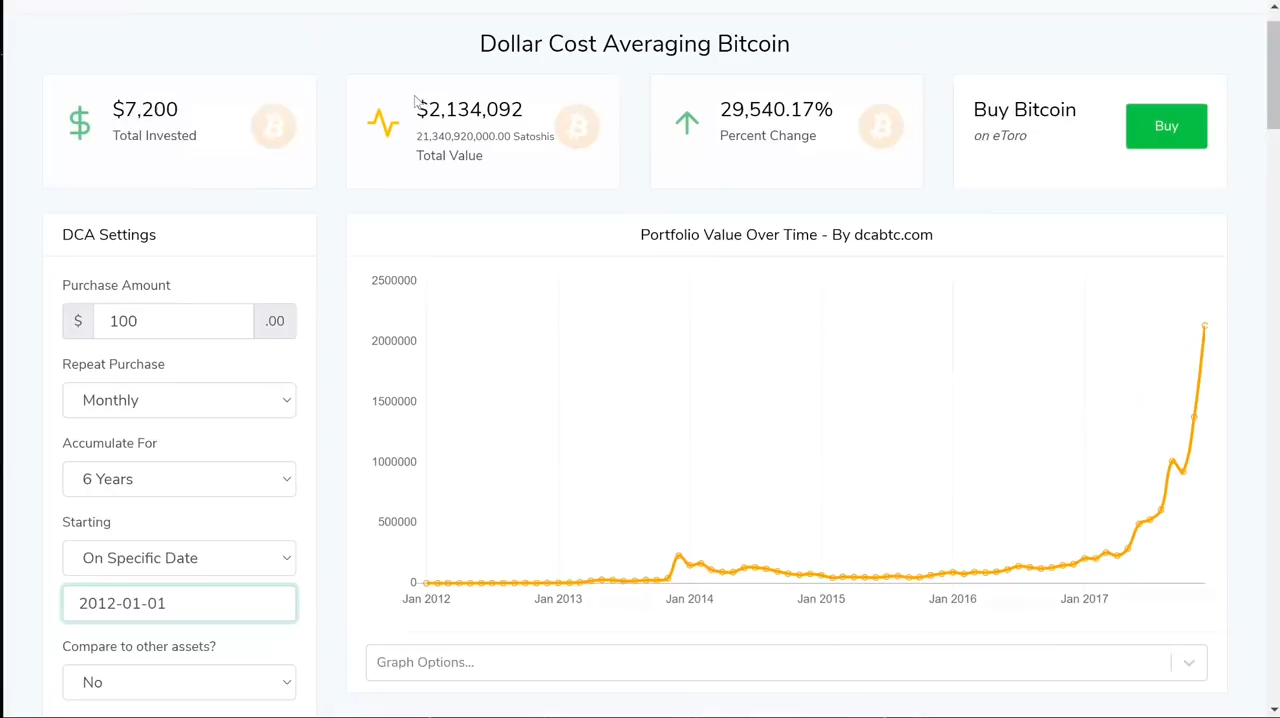 Dollar Cost Averaging Bitcoin
$7,200
Total Invested
$2,134,092
21,340,920,000.00 Satoshis
Total Value
29,540.17%
Percent Change
Buy Bitcoin
on eToro
Buy
DCA Settings
Purchase Amount
$ 100 .00
Repeat Purchase
Monthly
Accumulate For
6 Years
Starting
On Specific Date
2012-01-01
Compare to other assets?
No
Portfolio Value Over Time - By dcabtc.com
2500000
2000000
1500000
1000000
500000
0
Jan 2012 Jan 2013 Jan 2014 Jan 2015 Jan 2016 Jan 2017
Graph Options...